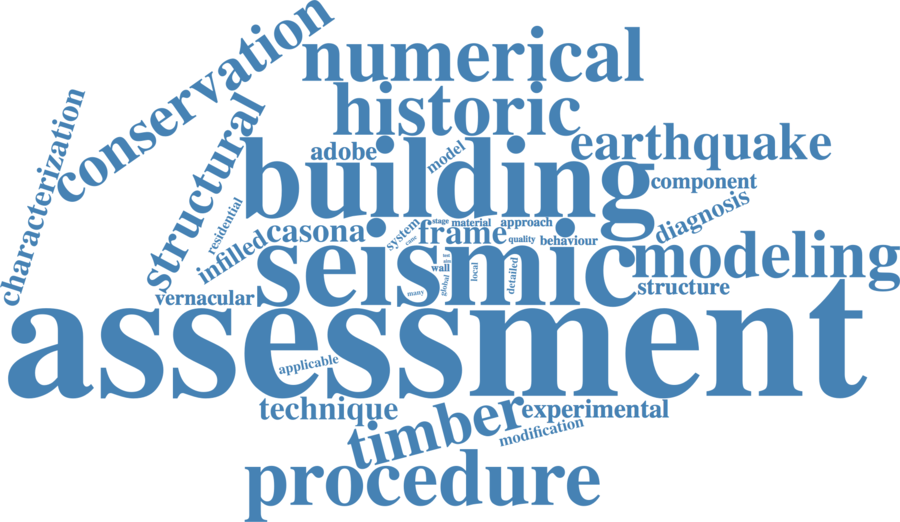 conservation
numerical
characterization
historic
structural
building
earthquake
adobe
model
component
residential
diagnosis
infilled
casona
system
stage
material
approach
case
frame
quality
behaviour
seismic
modeling
wall
global
local
detailed
many
vernacular
structure
assessment
applicable
technique
timber
experimental
modification
procedure